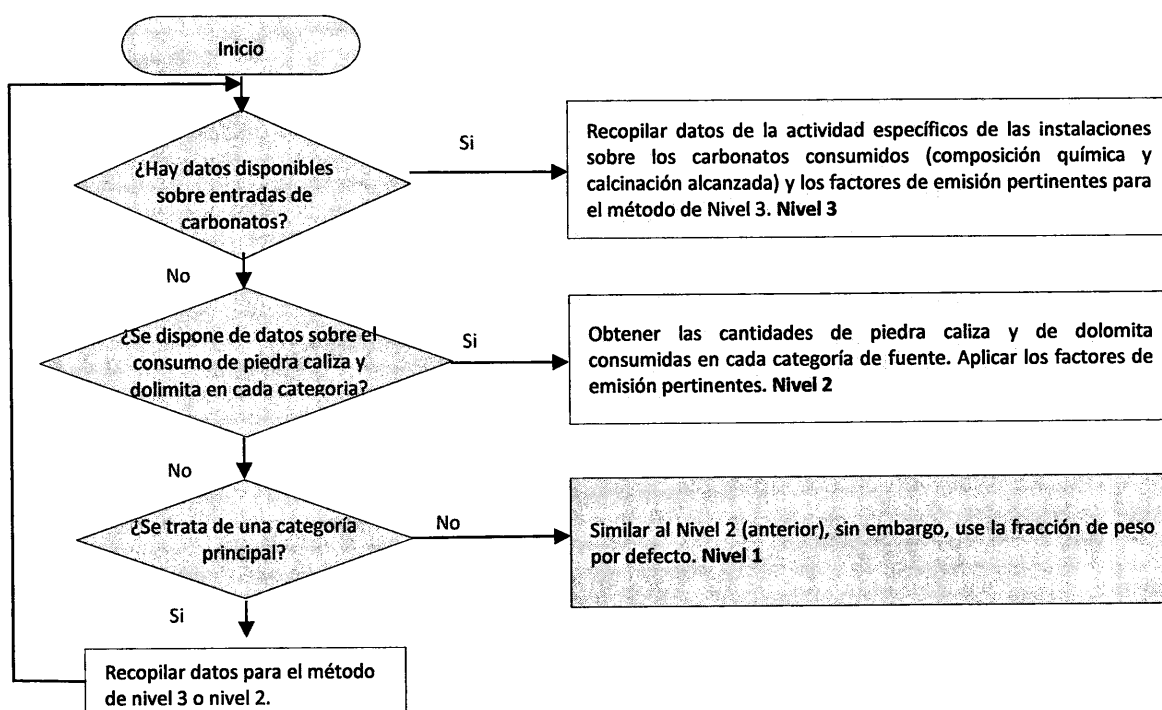 Inicio
¿Hay datos disponibles
sobre entradas de
carbonatos?
Si
Recopilar datos de la actividad específicos de las instalaciones
sobre los carbonatos consumidos (composición química y
calcinación alcanzada) y los factores de emisión pertinentes para
el método de Nivel 3. Nivel 3
No
¿Se dispone de datos sobre el
consumo de piedra caliza y
dolimita en cada categoria?
Si
Obtener las cantidades de piedra caliza y de dolomita
consumidas en cada categoría de fuente. Aplicar los factores de
emisión pertinentes. Nivel 2
No
¿Se trata de una categoría
principal?
No
Similar al Nivel 2 (anterior), sin embargo, use la fracción de peso
por defecto. Nivel 1
Si
Recopilar datos para el método
de nivel 3 o nivel 2.